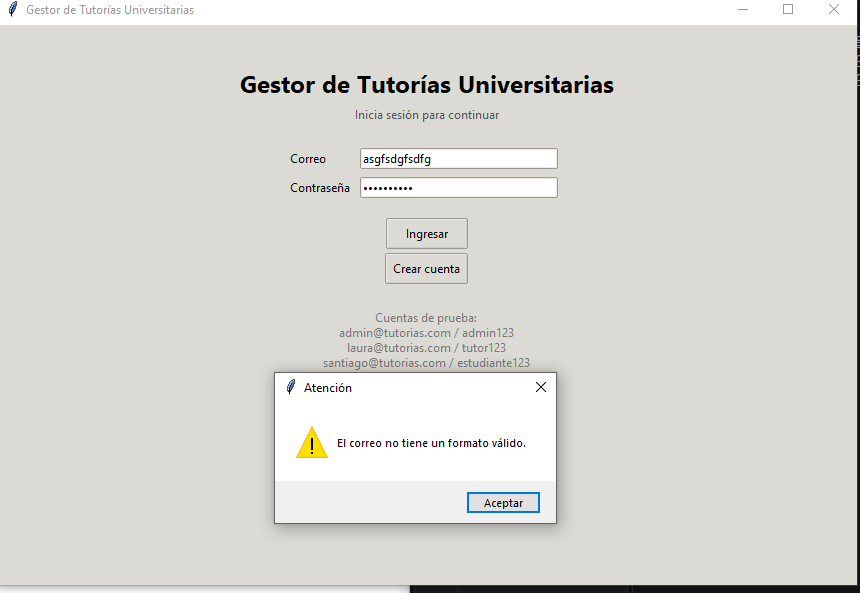 Gestor de Tutorías Universitarias
Gestor de Tutorías Universitarias
Inicia sesión para continuar
Correo asgfsdgfsdfg
Contraseña ••••••••••
Ingresar
Crear cuenta
Cuentas de prueba:
admin@tutorias.com / admin123
laura@tutorias.com / tutor123
santiago@tutorias.com / estudiante123
Atención
El correo no tiene un formato válido.
Aceptar